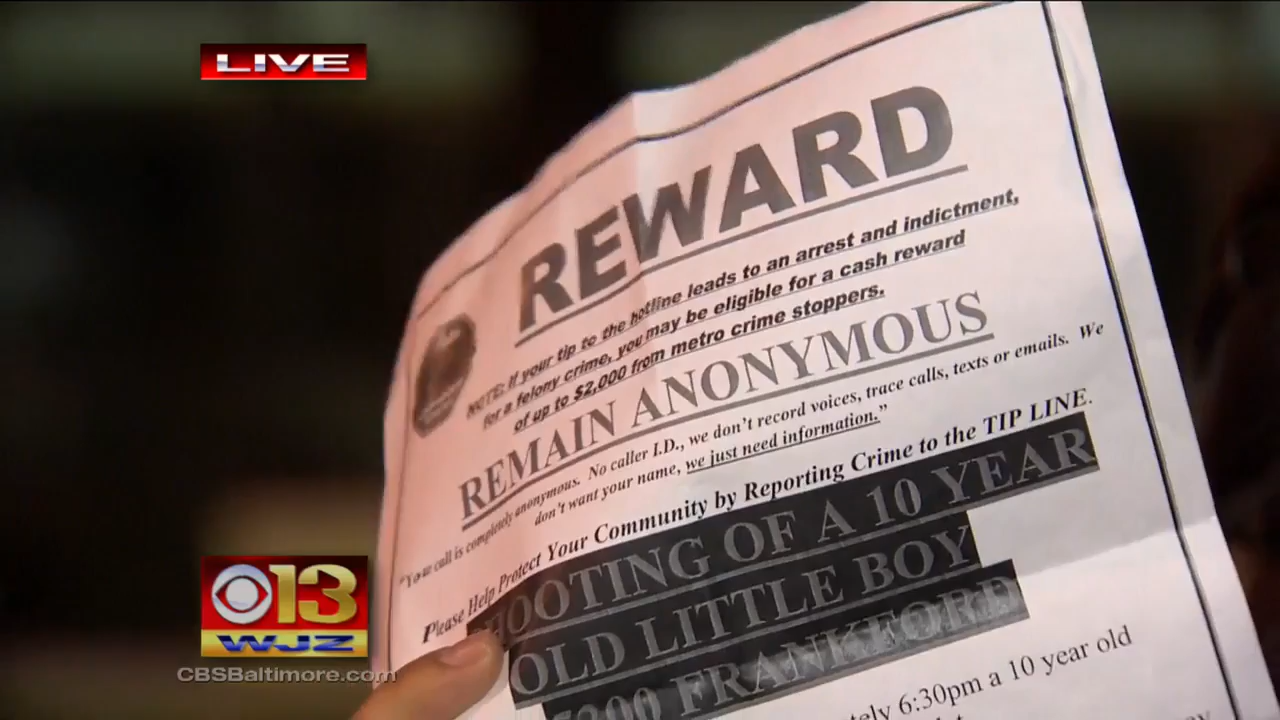 LIVE
REWARD
NOTE: If your tip to the hotline leads to an arrest and indictment,
for a felony crime, you may be eligible for a cash reward
of up to $2,000 from metro crime stoppers.
REMAIN ANONYMOUS
"Your call is completely anonymous. No caller I.D., we don't record voices, trace calls, texts or emails. We
don't want your name, we just need information."
Please Help Protect Your Community by Reporting Crime to the TIP LINE.
HOOTING OF A 10 YEAR
OLD LITTLE BOY
5200 FRANKFORD
ely 6:30pm a 10 year old
13
WJZ
CBSBaltimore.com